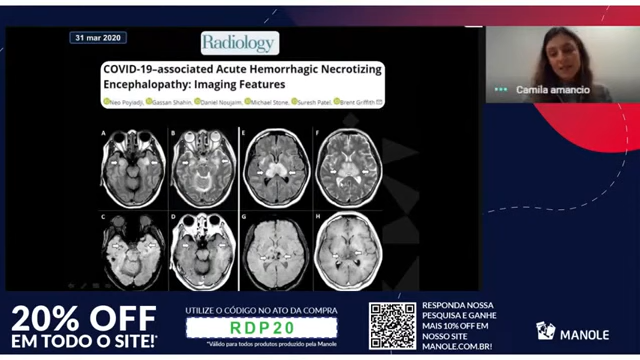 31 mar 2020
Radiology
COVID-19–associated Acute Hemorrhagic Necrotizing
Encephalopathy: Imaging Features
Neo Poyiadji, Gassan Shahin, Daniel Noujaim, Michael Stone, Suresh Patel, Brent Griffith
A
B
E
F
C
D
G
H
Camila amancio
20% OFF
EM TODO O SITE!*
UTILIZE O CÓDIGO NO ATO DA COMPRA
RDP20
*Válido para todos produtos produzido pela Manole
RESPONDA NOSSA
PESQUISA E GANHE
MAIS 10% OFF EM
NOSSO SITE
MANOLE.COM.BR!
MANOLE